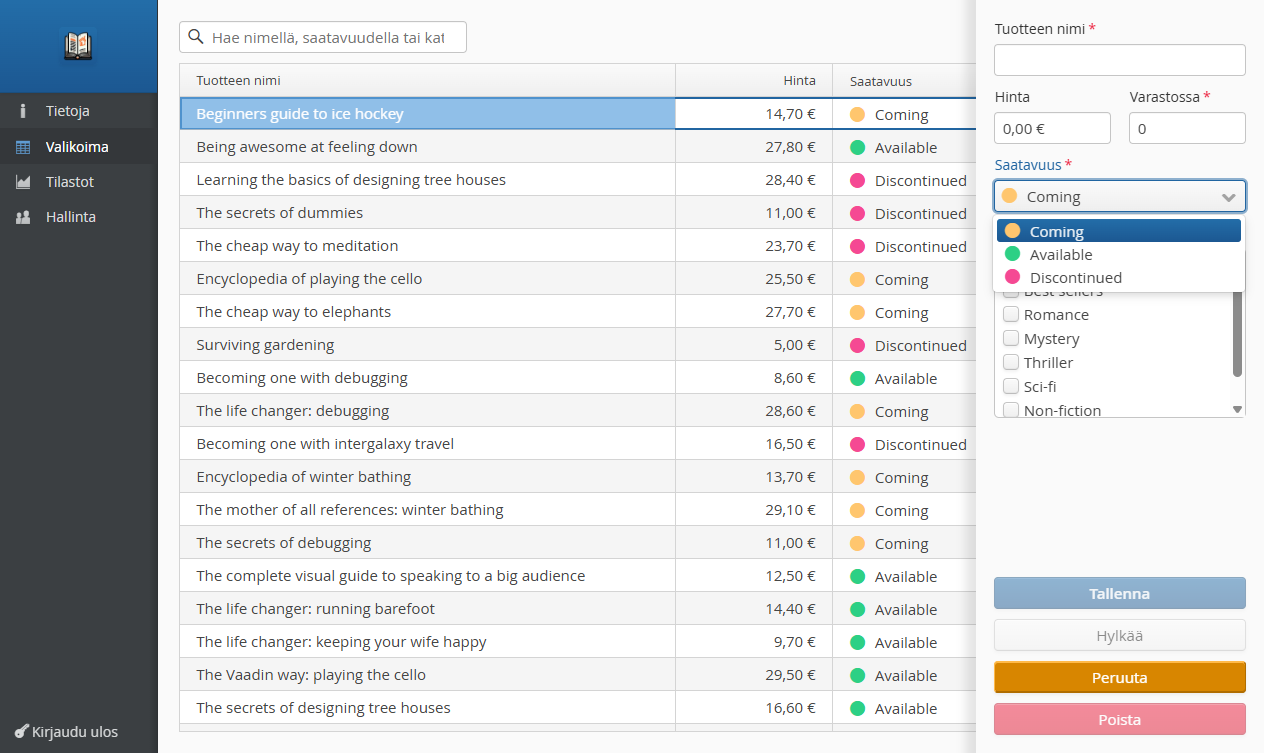 Tietoja
Valikoima
Tilastot
Hallinta
Kirjaudu ulos
Hae nimellä, saatavuudella tai kat
Tuotteen nimi Hinta Saatavuus
Beginners guide to ice hockey 14,70 € Coming
Being awesome at feeling down 27,80 € Available
Learning the basics of designing tree houses 28,40 € Discontinued
The secrets of dummies 11,00 € Discontinued
The cheap way to meditation 23,70 € Discontinued
Encyclopedia of playing the cello 25,50 € Coming
The cheap way to elephants 27,70 € Coming
Surviving gardening 5,00 € Discontinued
Becoming one with debugging 8,60 € Available
The life changer: debugging 28,60 € Coming
Becoming one with intergalaxy travel 16,50 € Discontinued
Encyclopedia of winter bathing 13,70 € Coming
The mother of all references: winter bathing 29,10 € Coming
The secrets of debugging 11,00 € Coming
The complete visual guide to speaking to a big audience 12,50 € Available
The life changer: running barefoot 14,40 € Available
The life changer: keeping your wife happy 9,70 € Available
The Vaadin way: playing the cello 29,50 € Available
The secrets of designing tree houses 16,60 € Available
Tuotteen nimi *
Hinta Varastossa *
0,00 € 0
Saatavuus *
Coming
Coming
Available
Discontinued
Best sellers
Romance
Mystery
Thriller
Sci-fi
Non-fiction
Tallenna
Hylkää
Peruuta
Poista